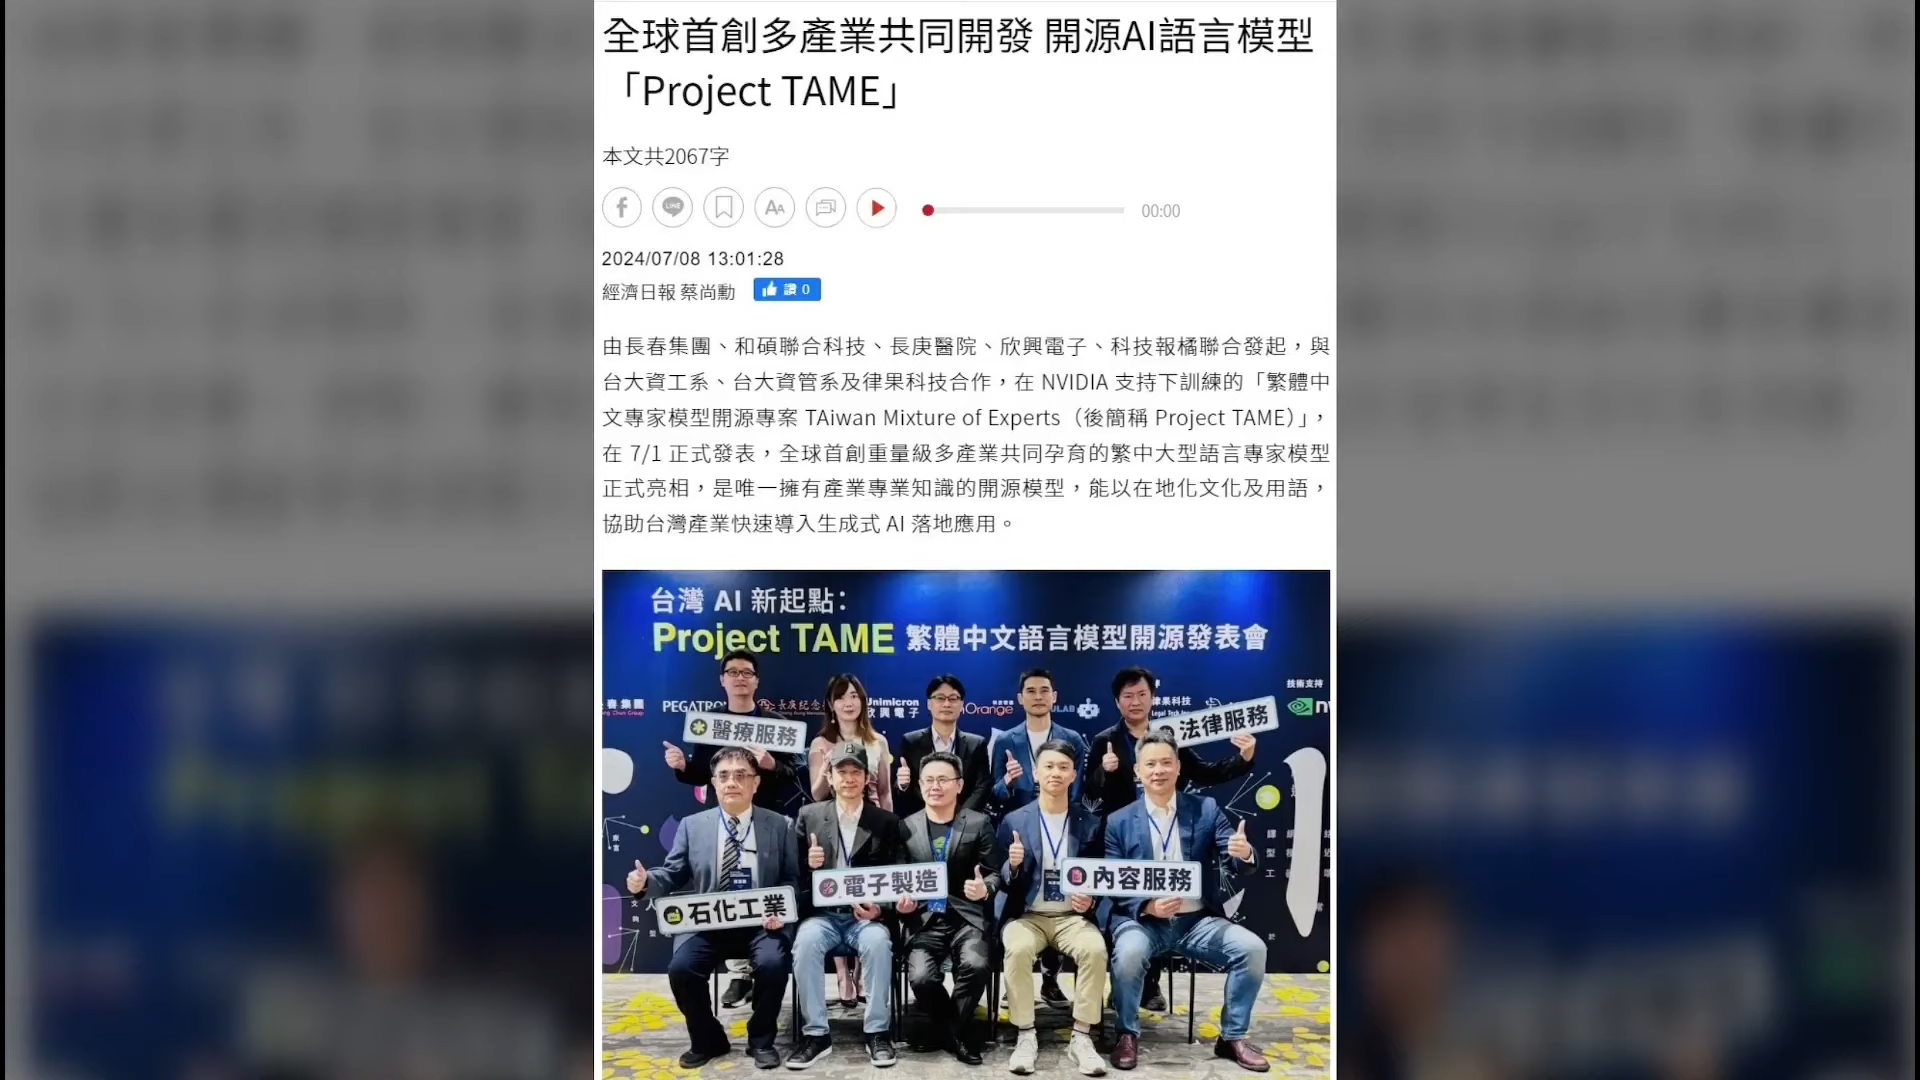 全球首創多產業共同開發 開源AI語言模型
「Project TAME」
本文共2067字
LINE
AA
00:00
2024/07/08 13:01:28
經濟日報 蔡尚勳
讚 0
由長春集團、和碩聯合科技、長庚醫院、欣興電子、科技報橘聯合發起，與
台大資工系、台大資管系及律果科技合作，在 NVIDIA 支持下訓練的「繁體中
文專家模型開源專案 TAiwan Mixture of Experts（後簡稱 Project TAME）」，
在 7/1 正式發表，全球首創重量級多產業共同孕育的繁中大型語言專家模型
正式亮相，是唯一擁有產業專業知識的開源模型，能以在地化文化及用語，
協助台灣產業快速導入生成式 AI 落地應用。
台灣 AI 新起點：
Project TAME 繁體中文語言模型開源發表會
技術支持
春集團
PEGATRO
長庚紀念
Unimicron
欣興電子
Orange
ULAB
律果科技
醫療服務
法律服務
石化工業
電子製造
內容服務